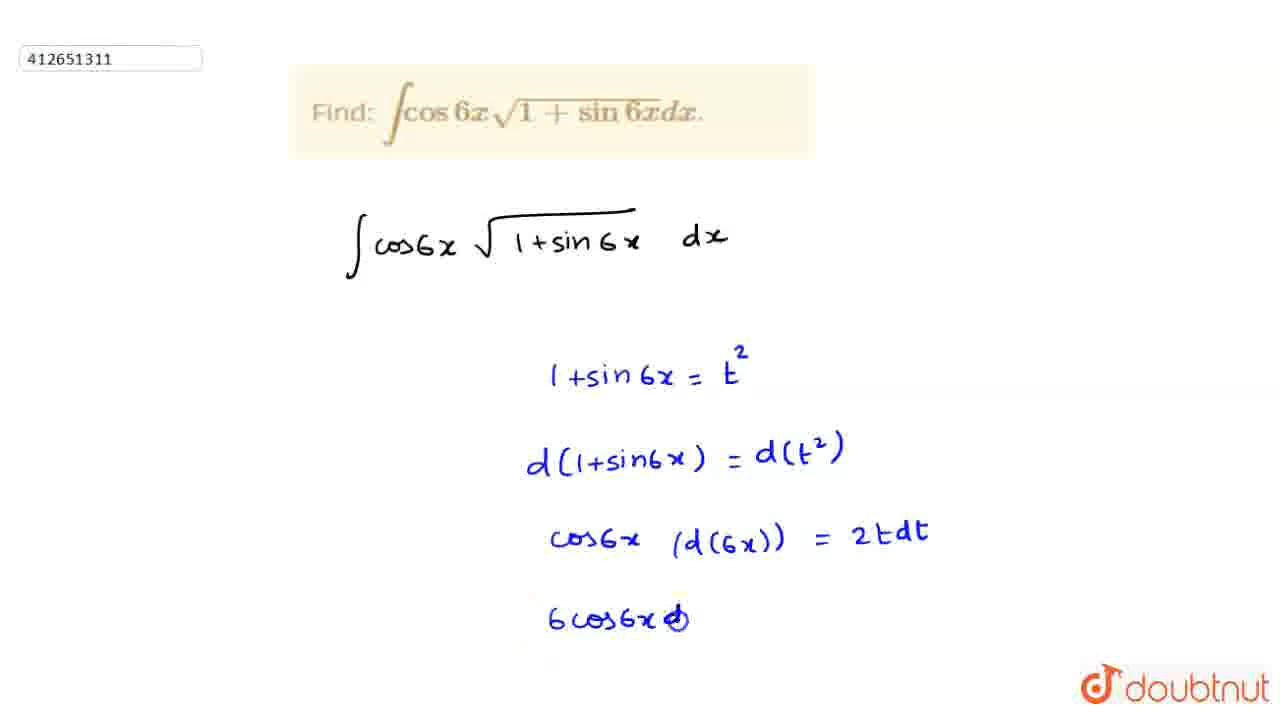 412651311
Find: ∫cos 6x√(1 + sin 6x)dx.
∫ cos6x √(1+sin6x) dx
1+sin6x = t²
d(1+sin6x) = d(t²)
cos6x (d(6x)) = 2tdt
6cos6x d
doubtnut